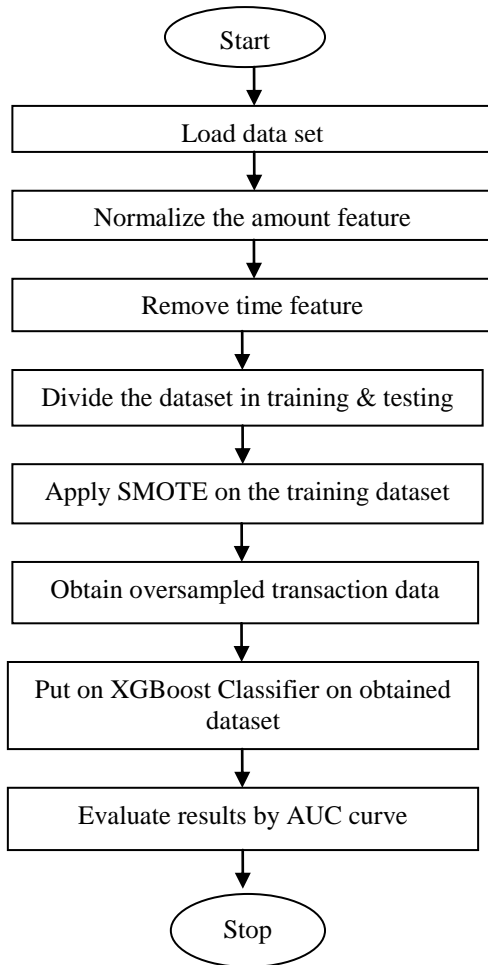 Start
Load data set
Normalize the amount feature
Remove time feature
Divide the dataset in training & testing
Apply SMOTE on the training dataset
Obtain oversampled transaction data
Put on XGBoost Classifier on obtained
dataset
Evaluate results by AUC curve
Stop